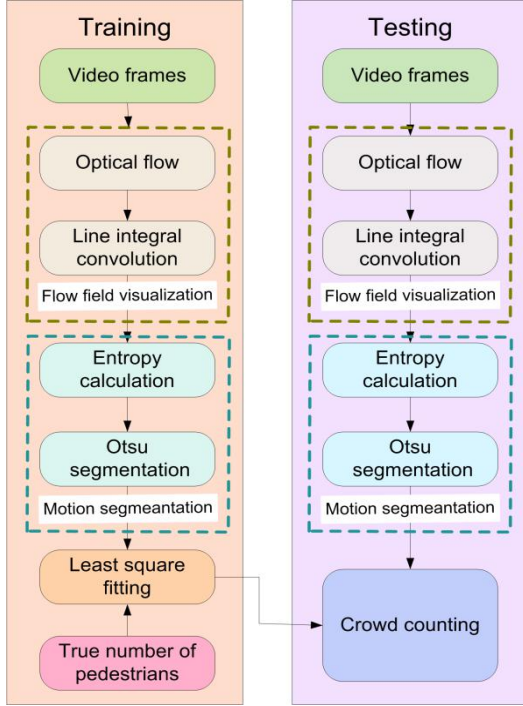 Training
Video frames
Optical flow
Line integral
convolution
Flow field visualization
Entropy
calculation
Otsu
segmentation
Motion segmeantation
Least square
fitting
True number of
pedestrians
Testing
Video frames
Optical flow
Line integral
convolution
Flow field visualization
Entropy
calculation
Otsu
segmentation
Motion segmeantation
Crowd counting